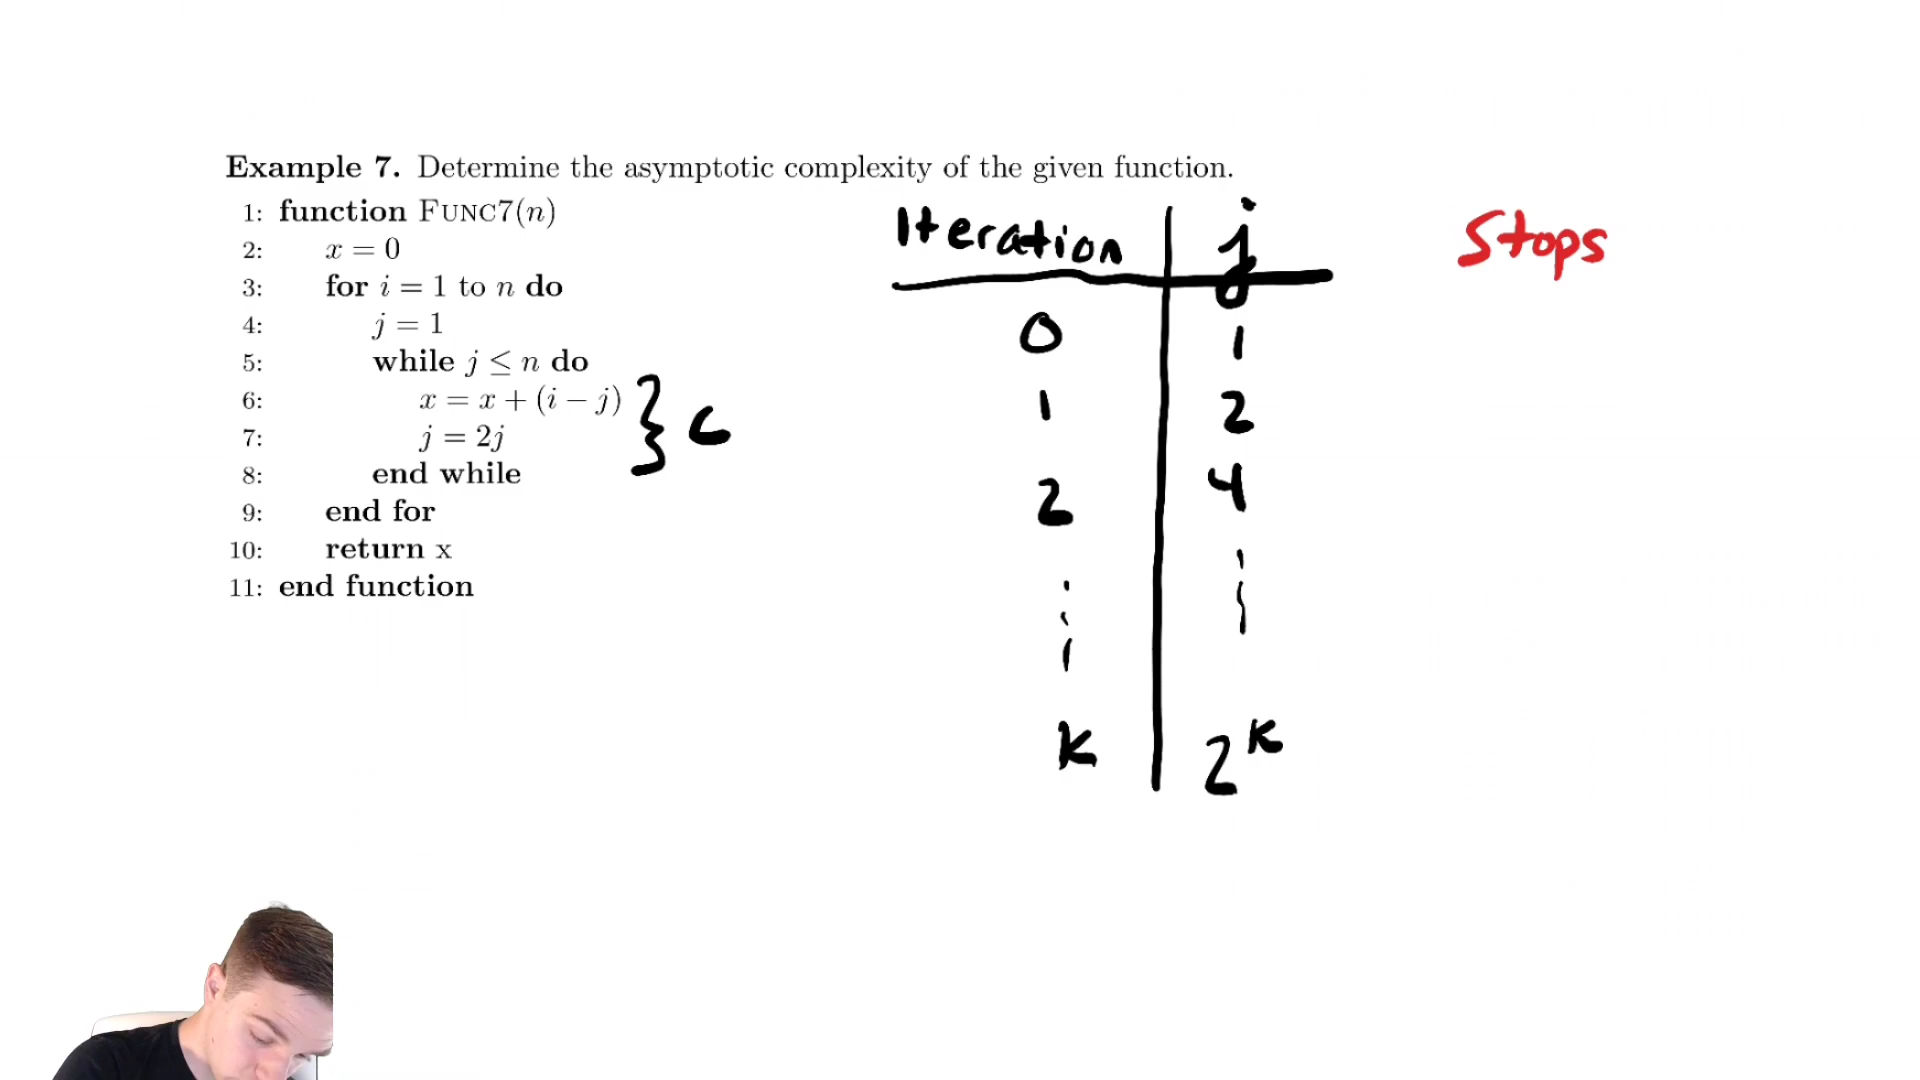 Example 7. Determine the asymptotic complexity of the given function.
1: function FUNC7(n)
2: x = 0
3: for i = 1 to n do
4: j = 1
5: while j ≤ n do
6: x = x + (i − j)
7: j = 2j
8: end while
9: end for
10: return x
11: end function
} c
Iteration j
0 1
1 2
2 4
⋮ ⋮
k 2^k
Stops